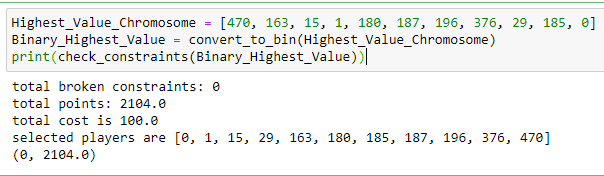 Highest_Value_Chromosome = [470, 163, 15, 1, 180, 187, 196, 376, 29, 185, 0]
Binary_Highest_Value = convert_to_bin(Highest_Value_Chromosome)
print(check_constraints(Binary_Highest_Value))
total broken constraints: 0
total points: 2104.0
total cost is 100.0
selected players are [0, 1, 15, 29, 163, 180, 185, 187, 196, 376, 470]
(0, 2104.0)